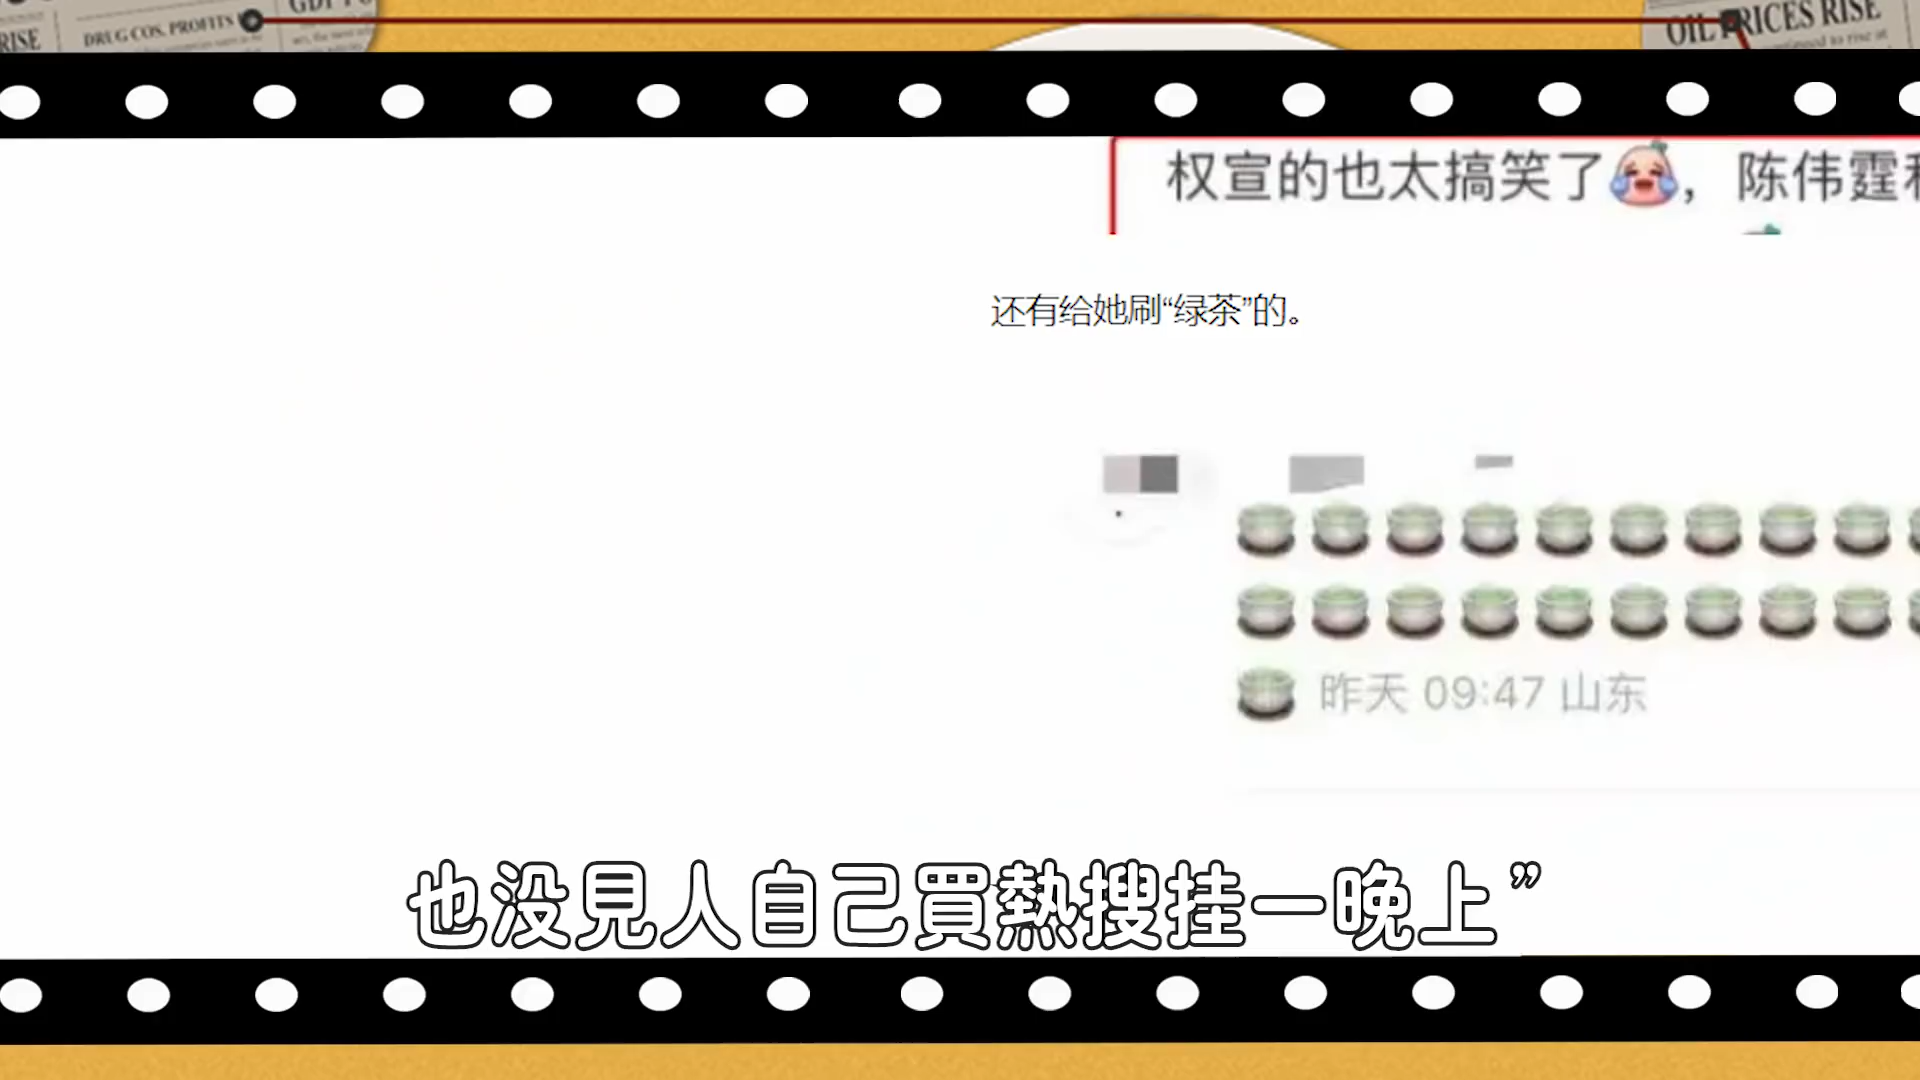 RISE
DRUG COS. PROFITS
OIL PRICES RISE
权宣的也太搞笑了😂，陈伟霆
还有给她刷“绿茶”的。
🍵🍵🍵🍵🍵🍵🍵🍵🍵
🍵🍵🍵🍵🍵🍵🍵🍵🍵
🍵 昨天 09:47 山东
也没見人自己買熱搜挂一晚上”